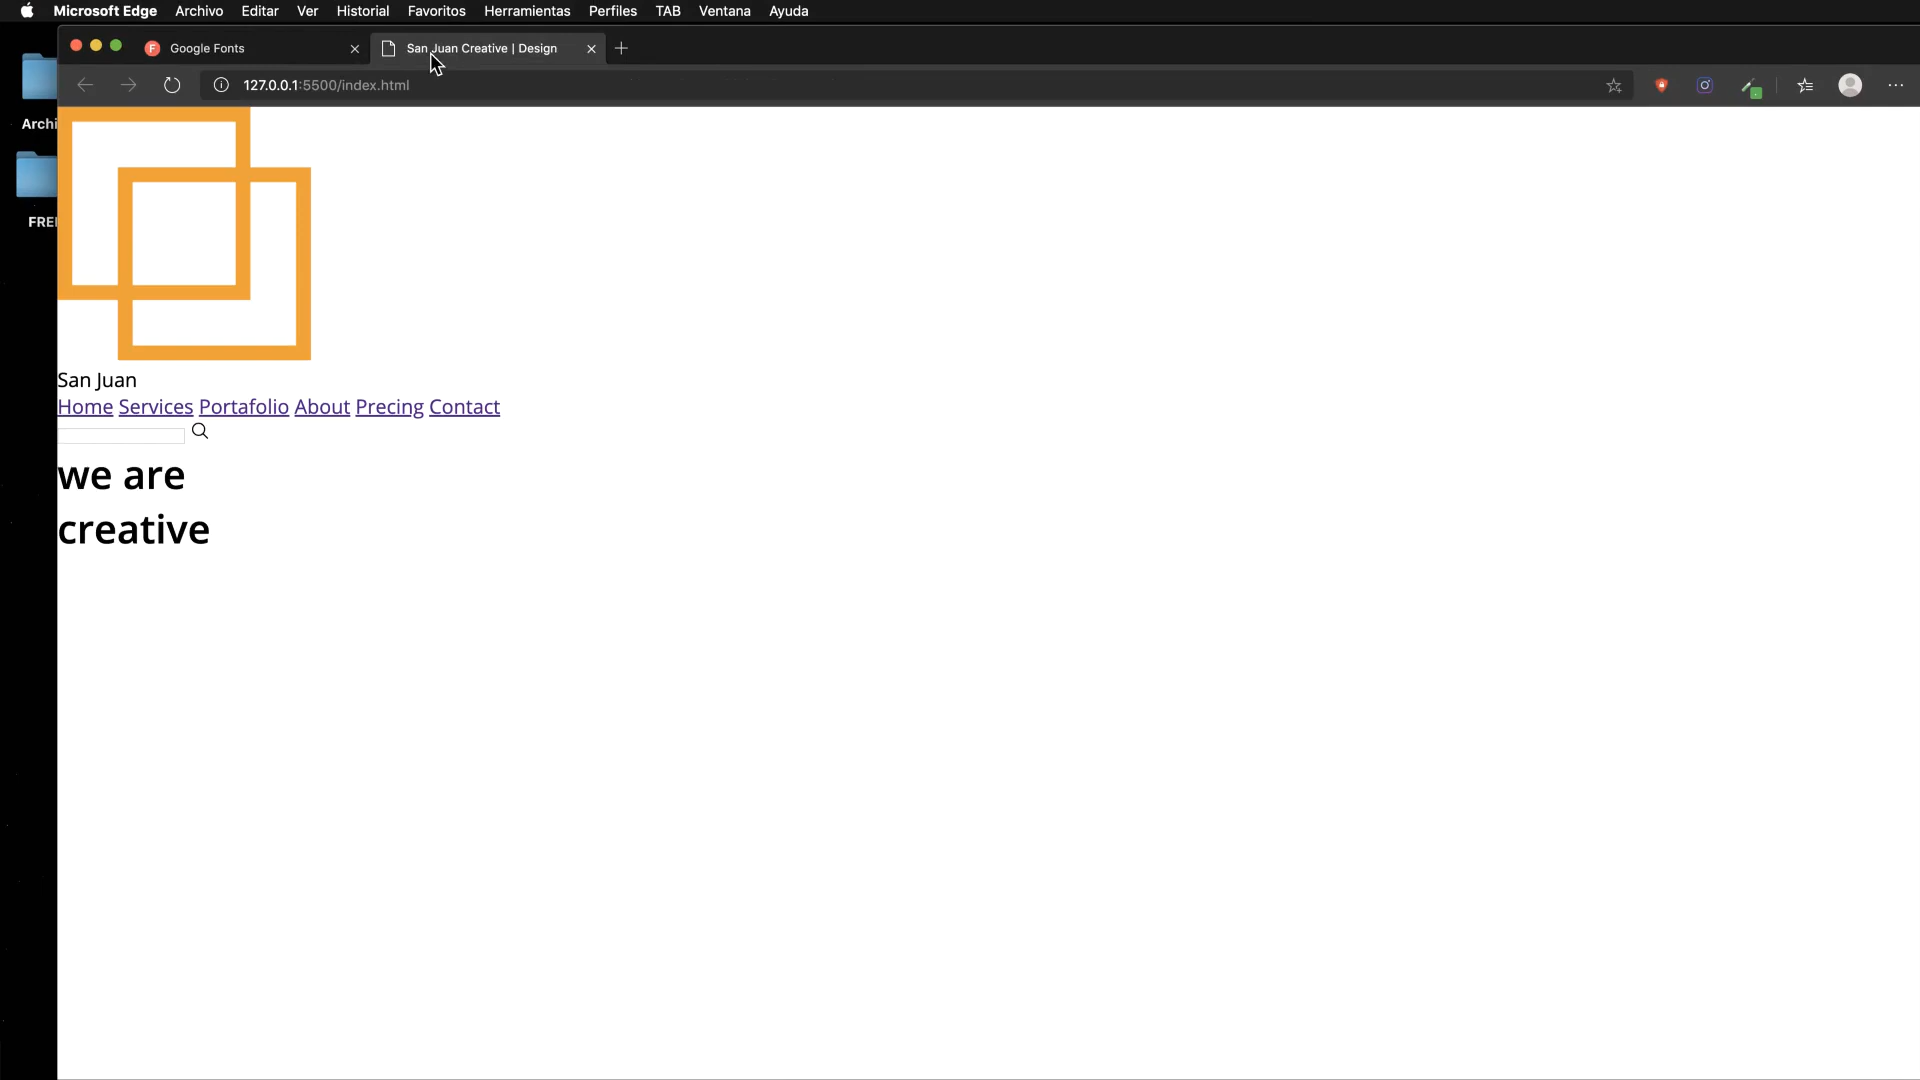 Microsoft Edge Archivo Editar Ver Historial Favoritos Herramientas Perfiles TAB Ventana Ayuda
F Google Fonts San Juan Creative | Design
127.0.0.1:5500/index.html
Archi
FREE
San Juan
Home Services Portafolio About Precing Contact
we are
creative